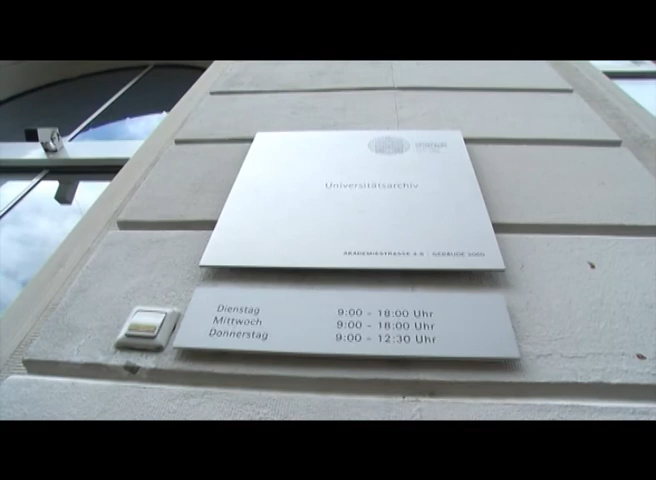 Universitätsarchiv
Dienstag 9:00 - 18:00 Uhr
Mittwoch 9:00 - 18:00 Uhr
Donnerstag 9:00 - 12:30 Uhr